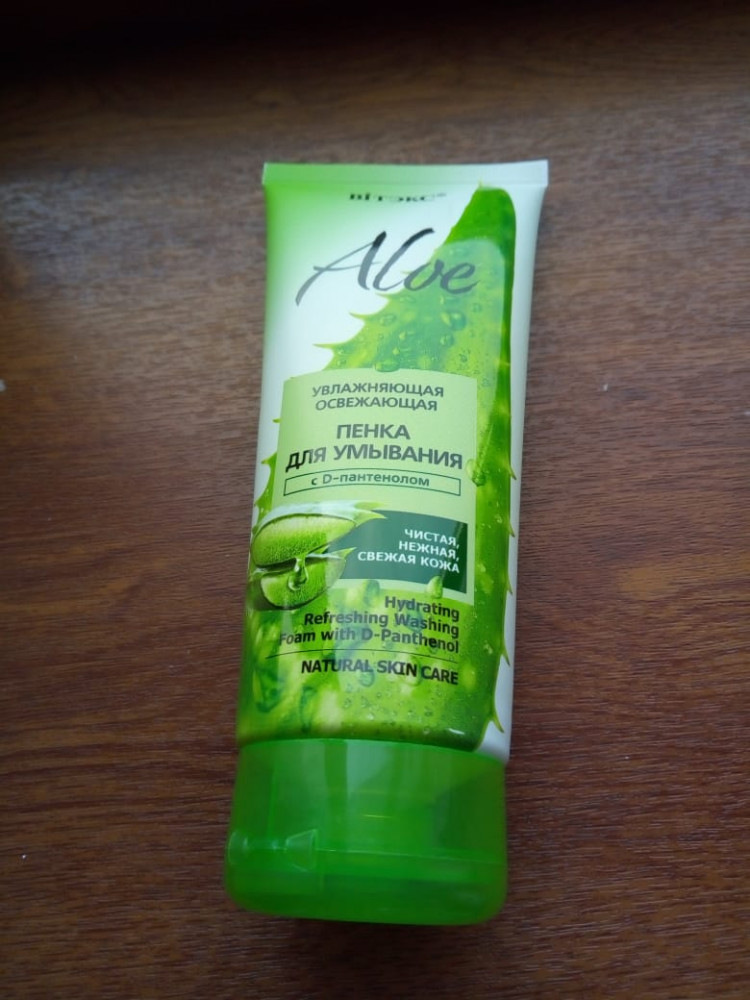 ВIТЭКС®
Aloe
УВЛАЖНЯЮЩАЯ
ОСВЕЖАЮЩАЯ
ПЕНКА
ДЛЯ УМЫВАНИЯ
с D-пантенолом
ЧИСТАЯ,
НЕЖНАЯ,
СВЕЖАЯ КОЖА
Hydrating
Refreshing Washing
Foam with D-Panthenol
NATURAL SKIN CARE